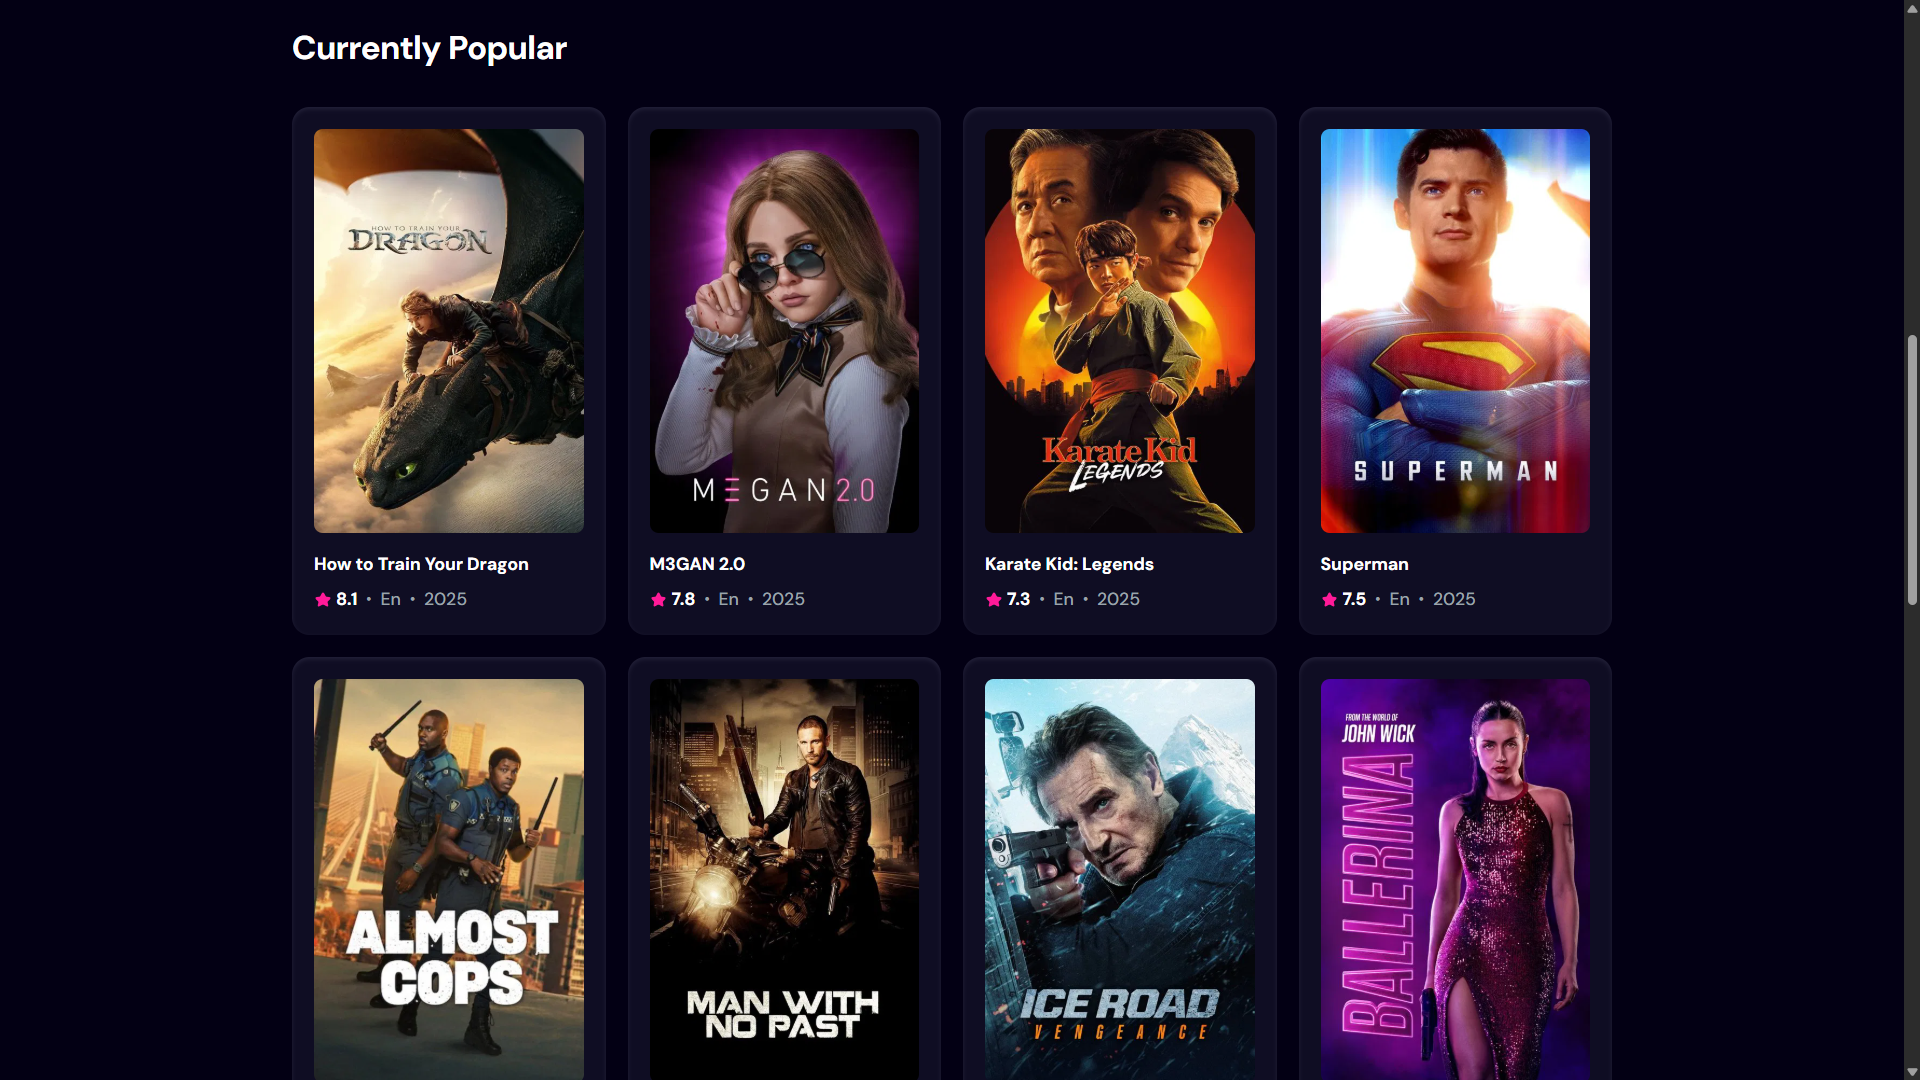 Currently Popular
HOW TO TRAIN YOUR
DRAGON
MΞGAN 2.0
Karate Kid
LEGENDS
SUPERMAN
How to Train Your Dragon
M3GAN 2.0
Karate Kid: Legends
Superman
8.1 • En • 2025
7.8 • En • 2025
7.3 • En • 2025
7.5 • En • 2025
ALMOST
COPS
MAN WITH
NO PAST
ICE ROAD
VENGEANCE
FROM THE WORLD OF
JOHN WICK
BALLERINA